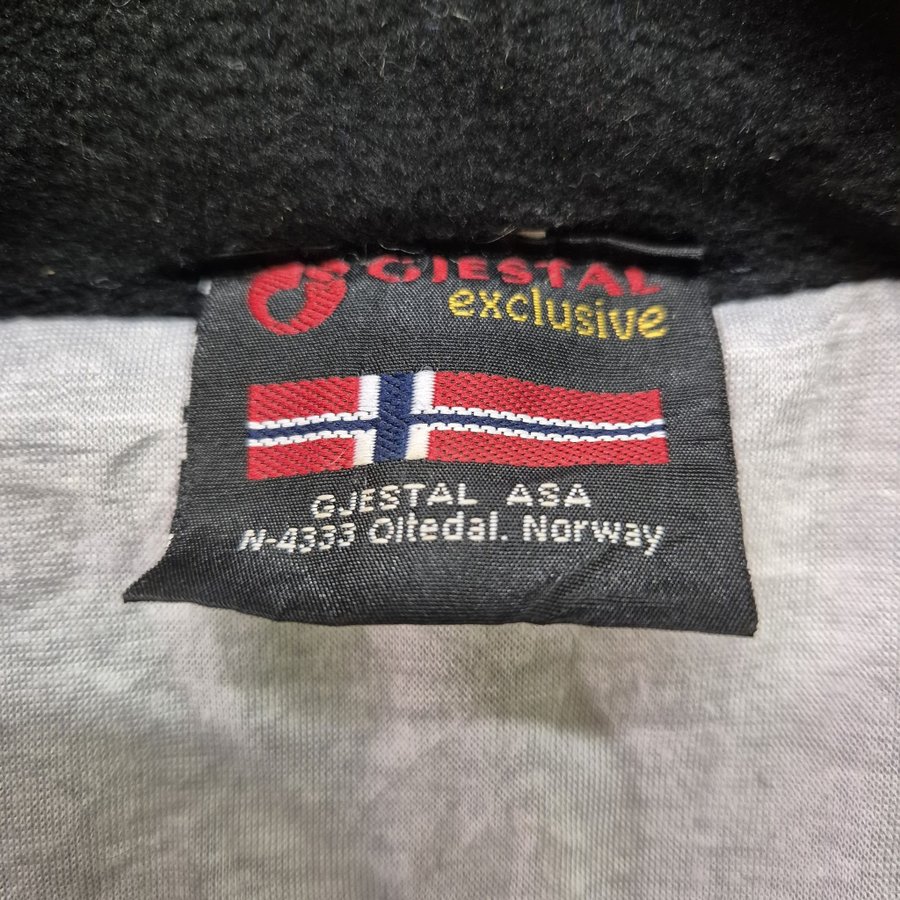 GJESTAL
exclusive
GJESTAL ASA
N-4333 Oltedal. Norway